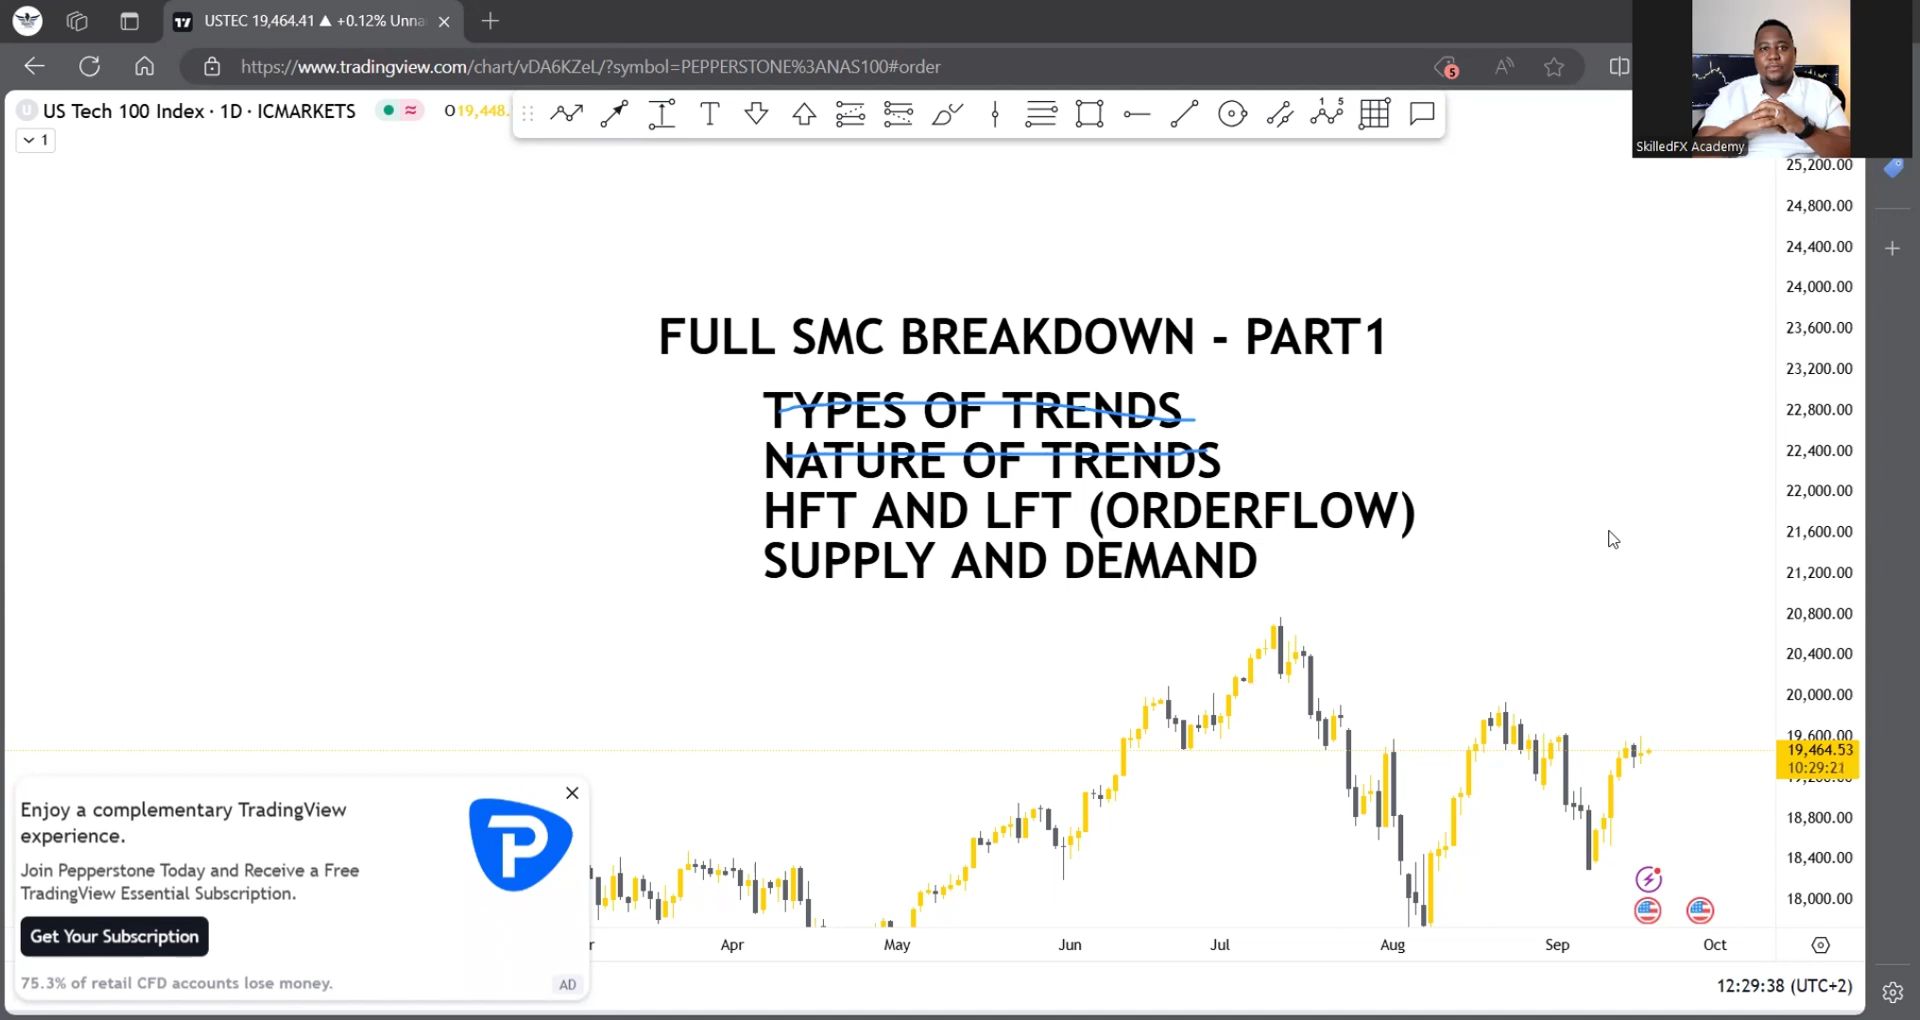 USTEC 19,464.41 ▲ +0.12% Unna
https://www.tradingview.com/chart/vDA6KZeL/?symbol=PEPPERSTONE%3ANAS100#order
5
SkilledFX Academy
U US Tech 100 Index · 1D · ICMARKETS
O19,448.
1
1 5
T
25,200.00
24,800.00
24,400.00
24,000.00
23,600.00
23,200.00
22,800.00
22,400.00
22,000.00
21,600.00
21,200.00
20,800.00
20,400.00
20,000.00
19,600.00
19,464.53
10:29:21
18,800.00
18,400.00
18,000.00
FULL SMC BREAKDOWN - PART1
TYPES OF TRENDS
NATURE OF TRENDS
HFT AND LFT (ORDERFLOW)
SUPPLY AND DEMAND
Enjoy a complementary TradingView
experience.
Join Pepperstone Today and Receive a Free
TradingView Essential Subscription.
Get Your Subscription
75.3% of retail CFD accounts lose money.
AD
Apr May Jun Jul Aug Sep Oct
12:29:38 (UTC+2)